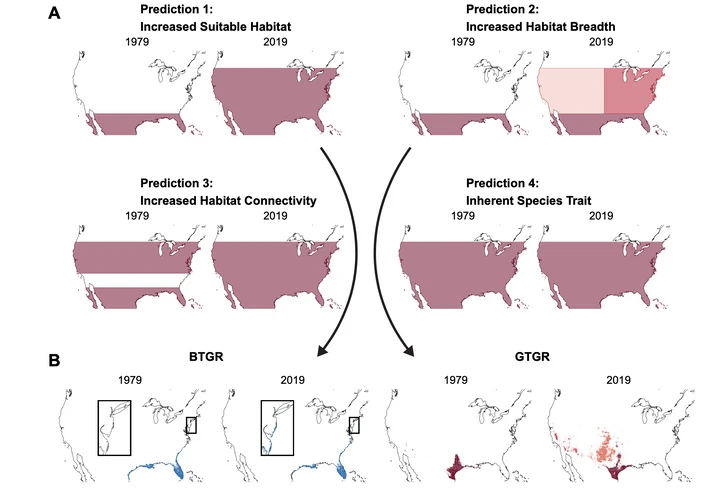 A
Prediction 1:
Increased Suitable Habitat
1979
2019
Prediction 2:
Increased Habitat Breadth
1979
2019
Prediction 3:
Increased Habitat Connectivity
1979
2019
Prediction 4:
Inherent Species Trait
1979
2019
B
BTGR
1979
2019
GTGR
1979
2019